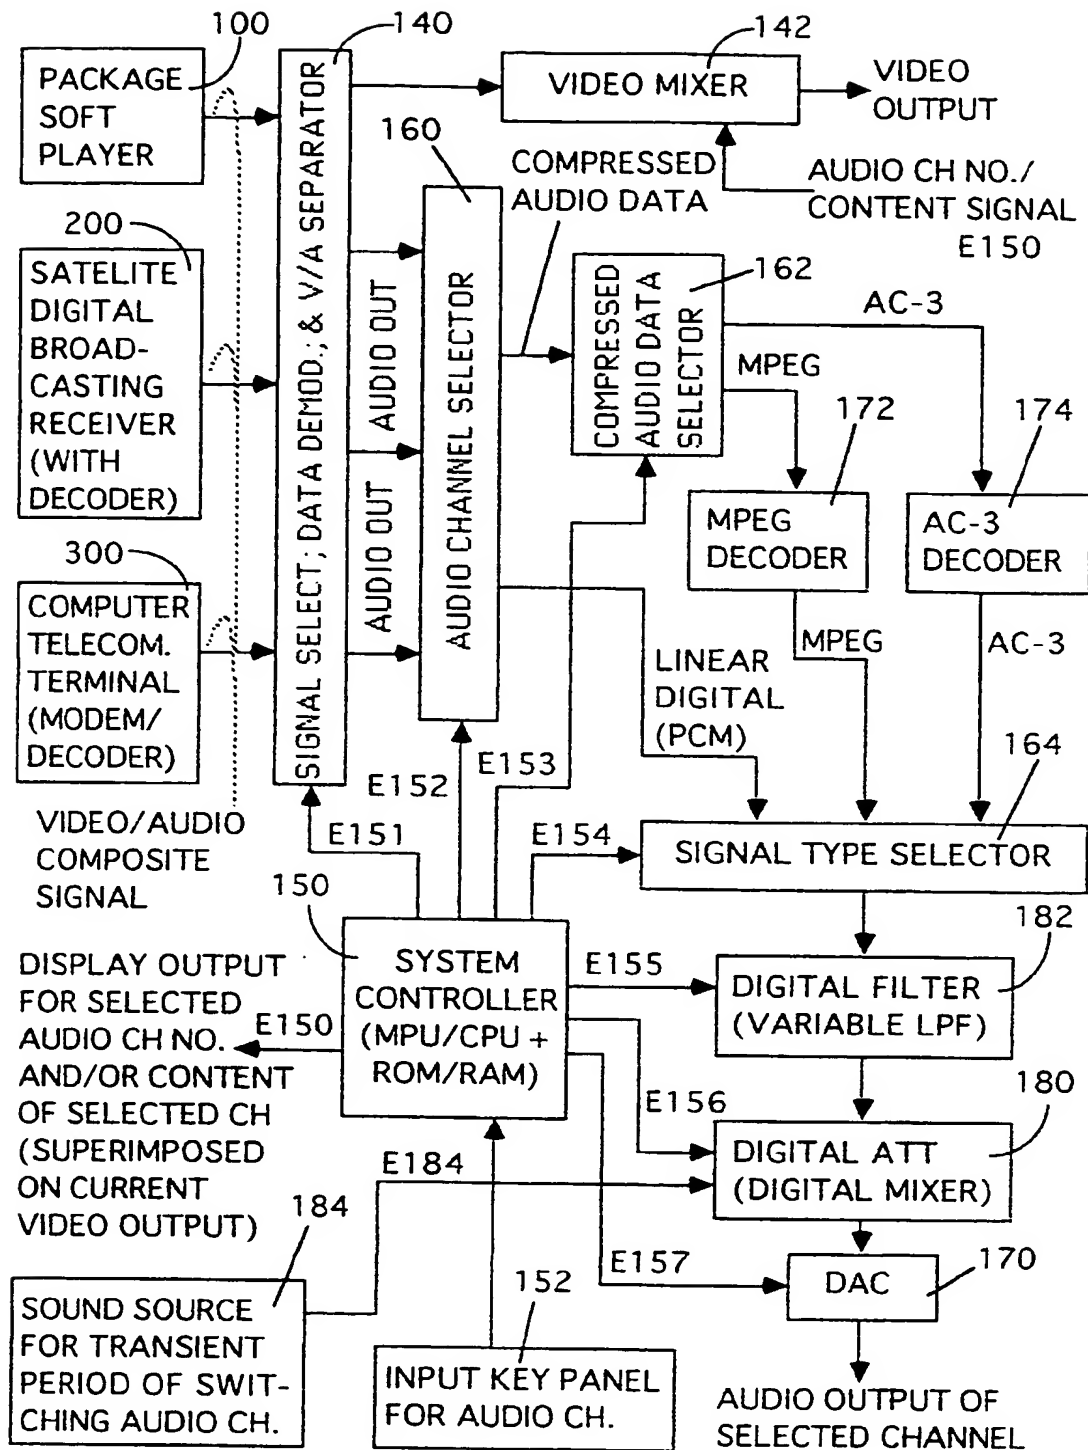 100
PACKAGE
SOFT
PLAYER
140
SIGNAL SELECT; DATA DEMOD.; & V/A SEPARATOR
142
VIDEO MIXER
VIDEO
OUTPUT
160
AUDIO CHANNEL SELECTOR
COMPRESSED
AUDIO DATA
AUDIO CH NO./
CONTENT SIGNAL
E150
200
SATELITE
DIGITAL
BROAD-
CASTING
RECEIVER
(WITH
DECODER)
AUDIO OUT
AUDIO OUT
162
COMPRESSED
AUDIO DATA
SELECTOR
AC-3
MPEG
172
174
MPEG
DECODER
AC-3
DECODER
300
COMPUTER
TELECOM.
TERMINAL
(MODEM/
DECODER)
MPEG
AC-3
LINEAR
DIGITAL
(PCM)
164
VIDEO/AUDIO
COMPOSITE
SIGNAL
E151
E152
E153
E154
SIGNAL TYPE SELECTOR
150
SYSTEM
CONTROLLER
(MPU/CPU +
ROM/RAM)
E155
182
DIGITAL FILTER
(VARIABLE LPF)
DISPLAY OUTPUT
FOR SELECTED
AUDIO CH NO.
AND/OR CONTENT
OF SELECTED CH
(SUPERIMPOSED
ON CURRENT
VIDEO OUTPUT)
E150
E156
180
DIGITAL ATT
(DIGITAL MIXER)
E184
184
E157
DAC
170
SOUND SOURCE
FOR TRANSIENT
PERIOD OF SWIT-
CHING AUDIO CH.
152
INPUT KEY PANEL
FOR AUDIO CH.
AUDIO OUTPUT OF
SELECTED CHANNEL